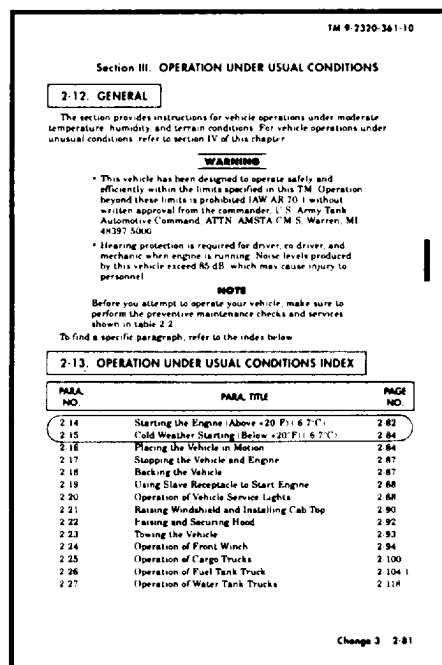 TM 9-2320-361-10
Section III. OPERATION UNDER USUAL CONDITIONS
2-12. GENERAL
The section provides instructions for vehicle operations under moderate
temperature, humidity, and terrain conditions. For vehicle operations under
unusual conditions, refer to section IV of this chapter.
WARNING
• This vehicle has been designed to operate safely and
efficiently within the limits specified in this TM. Operation
beyond these limits is prohibited IAW AR 70-1 without
written approval from the commander, U.S. Army Tank
Automotive Command, ATTN: AMSTA-CM-S, Warren, MI
48397-5000.
• Hearing protection is required for driver, co-driver, and
mechanic when engine is running. Noise levels produced
by this vehicle exceed 85 dB, which may cause injury to
personnel.
NOTE
Before you attempt to operate your vehicle, make sure to
perform the preventive maintenance checks and services
shown in table 2-2.
To find a specific paragraph, refer to the index below.
2-13. OPERATION UNDER USUAL CONDITIONS INDEX
PARA. NO. PARA. TITLE PAGE NO.
2-14 Starting the Engine (Above +20°F) (-6.7°C) 2-82
2-15 Cold Weather Starting (Below +20°F) (-6.7°C) 2-84
2-16 Placing the Vehicle in Motion 2-84
2-17 Stopping the Vehicle and Engine 2-87
2-18 Backing the Vehicle 2-87
2-19 Using Slave Receptacle to Start Engine 2-88
2-20 Operation of Vehicle Service Lights 2-88
2-21 Raising Windshield and Installing Cab Top 2-90
2-22 Raising and Securing Hood 2-92
2-23 Towing the Vehicle 2-93
2-24 Operation of Front Winch 2-94
2-25 Operation of Cargo Trucks 2-100
2-26 Operation of Fuel Tank Truck 2-104.1
2-27 Operation of Water Tank Trucks 2-118
Change 3 2-81